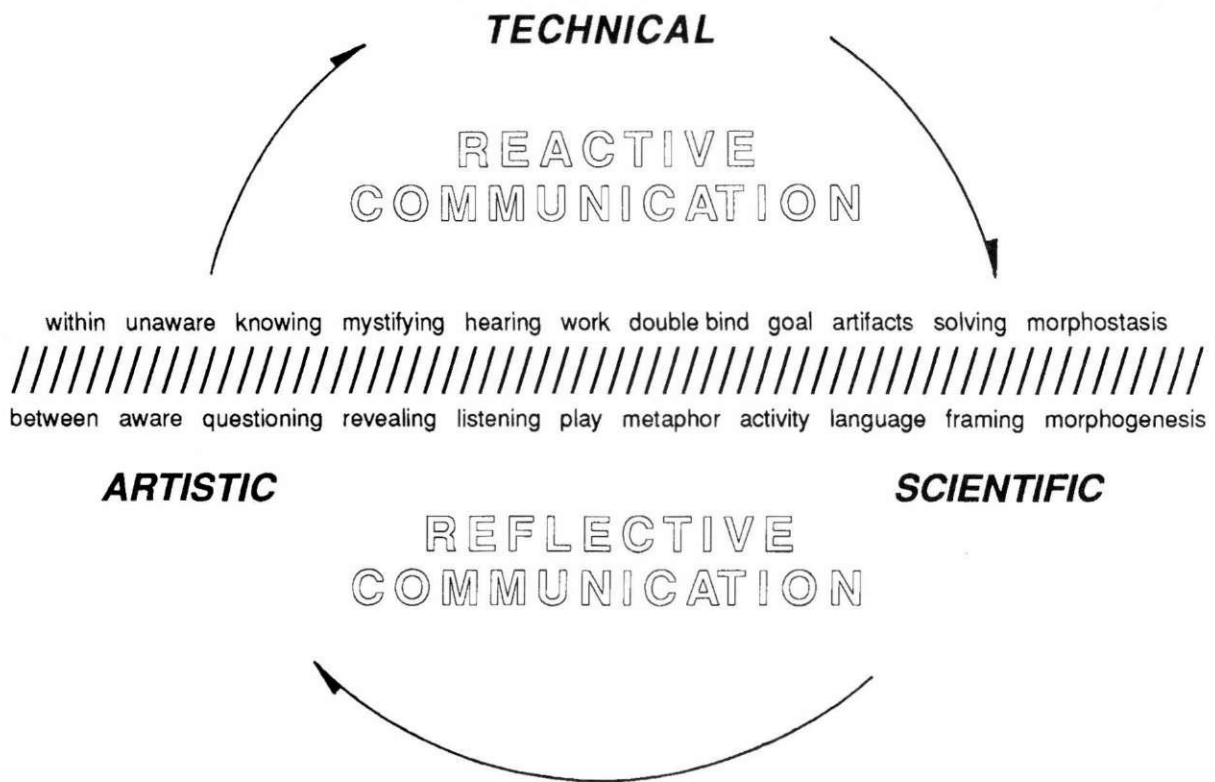 TECHNICAL
REACTIVE
COMMUNICATION
within unaware knowing mystifying hearing work double bind goal artifacts solving morphostasis
between aware questioning revealing listening play metaphor activity language framing morphogenesis
ARTISTIC SCIENTIFIC
REFLECTIVE
COMMUNICATION